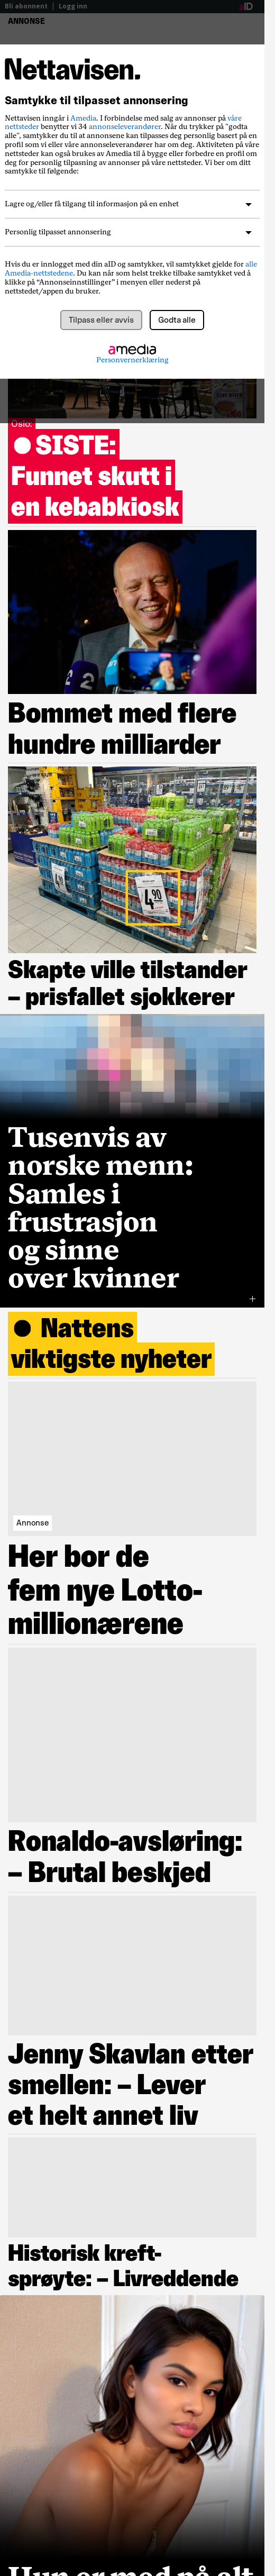 Bli abonnent | Logg inn
aID
ANNONSE
Nettavisen.
Samtykke til tilpasset annonsering
Nettavisen inngår i Amedia. I forbindelse med salg av annonser på våre
nettsteder benytter vi 34 annonseleverandører. Når du trykker på "godta
alle", samtykker du til at annonsene kan tilpasses deg personlig basert på en
profil som vi eller våre annonseleverandører har om deg. Aktiviteten på våre
nettsteder kan også brukes av Amedia til å bygge eller forbedre en profil om
deg for personlig tilpasning av annonser på våre nettsteder. Vi ber om ditt
samtykke til følgende:
Lagre og/eller få tilgang til informasjon på en enhet
Personlig tilpasset annonsering
Hvis du er innlogget med din aID og samtykker, vil samtykket gjelde for alle
Amedia-nettstedene. Du kan når som helst trekke tilbake samtykket ved å
klikke på “Annonseinnstillinger” i menyen eller nederst på
nettstedet/appen du bruker.
Tilpass eller avvis
Godta alle
amedia
Personvernerklæring
Oslo:
SISTE:
Funnet skutt i
en kebabkiosk
2
Bommet med flere
hundre milliarder
4,90
Skapte ville tilstander
– prisfallet sjokkerer
Tusenvis av
norske menn:
Samles i
frustrasjon
og sinne
over kvinner
Nattens
viktigste nyheter
Annonse
Her bor de
fem nye Lotto-
millionærene
Ronaldo-avsløring:
– Brutal beskjed
Jenny Skavlan etter
smellen: – Lever
et helt annet liv
Historisk kreft-
sprøyte: – Livreddende
Hun er med på alt